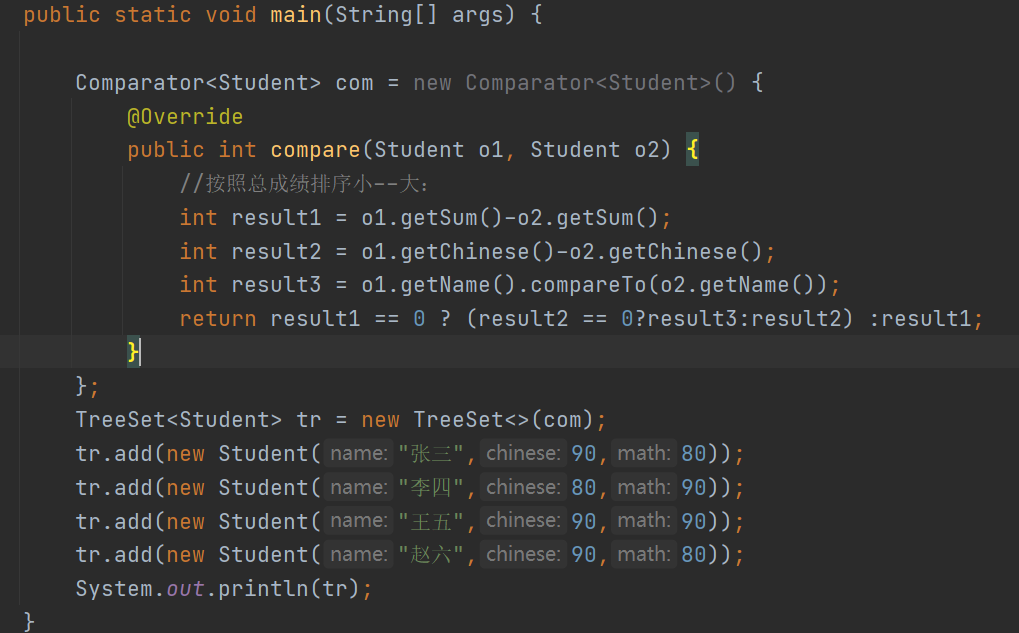 public static void main(String[] args) {
Comparator<Student> com = new Comparator<Student>() {
@Override
public int compare(Student o1, Student o2) {
//按照总成绩排序小--大：
int result1 = o1.getSum()-o2.getSum();
int result2 = o1.getChinese()-o2.getChinese();
int result3 = o1.getName().compareTo(o2.getName());
return result1 == 0 ? (result2 == 0?result3:result2) :result1;
}
};
TreeSet<Student> tr = new TreeSet<>(com);
tr.add(new Student( name: "张三", chinese: 90, math: 80));
tr.add(new Student( name: "李四", chinese: 80, math: 90));
tr.add(new Student( name: "王五", chinese: 90, math: 90));
tr.add(new Student( name: "赵六", chinese: 90, math: 80));
System.out.println(tr);
}